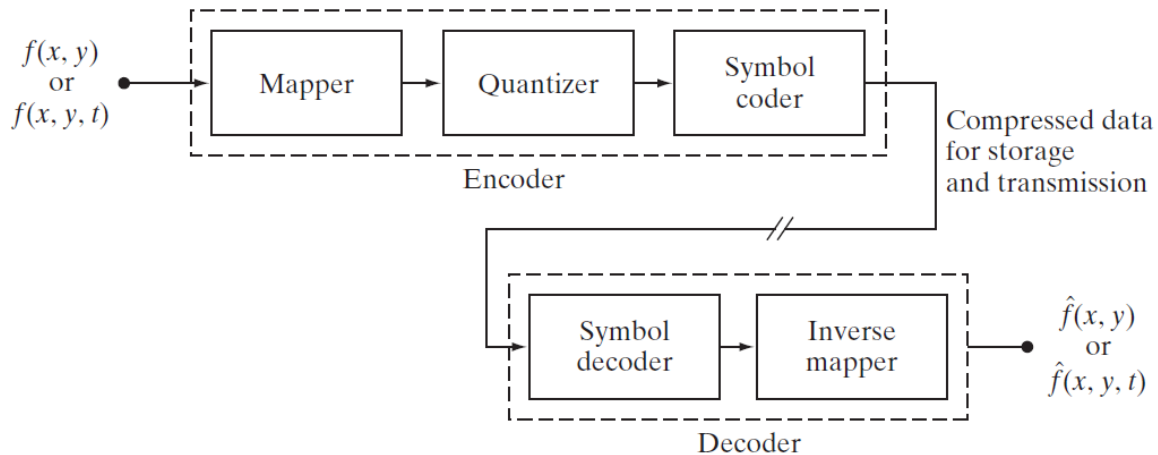 f(x, y)
or
f(x, y, t)
Mapper
Quantizer
Symbol
coder
Encoder
Compressed data
for storage
and transmission
Symbol
decoder
Inverse
mapper
Decoder
f̂(x, y)
or
f̂(x, y, t)